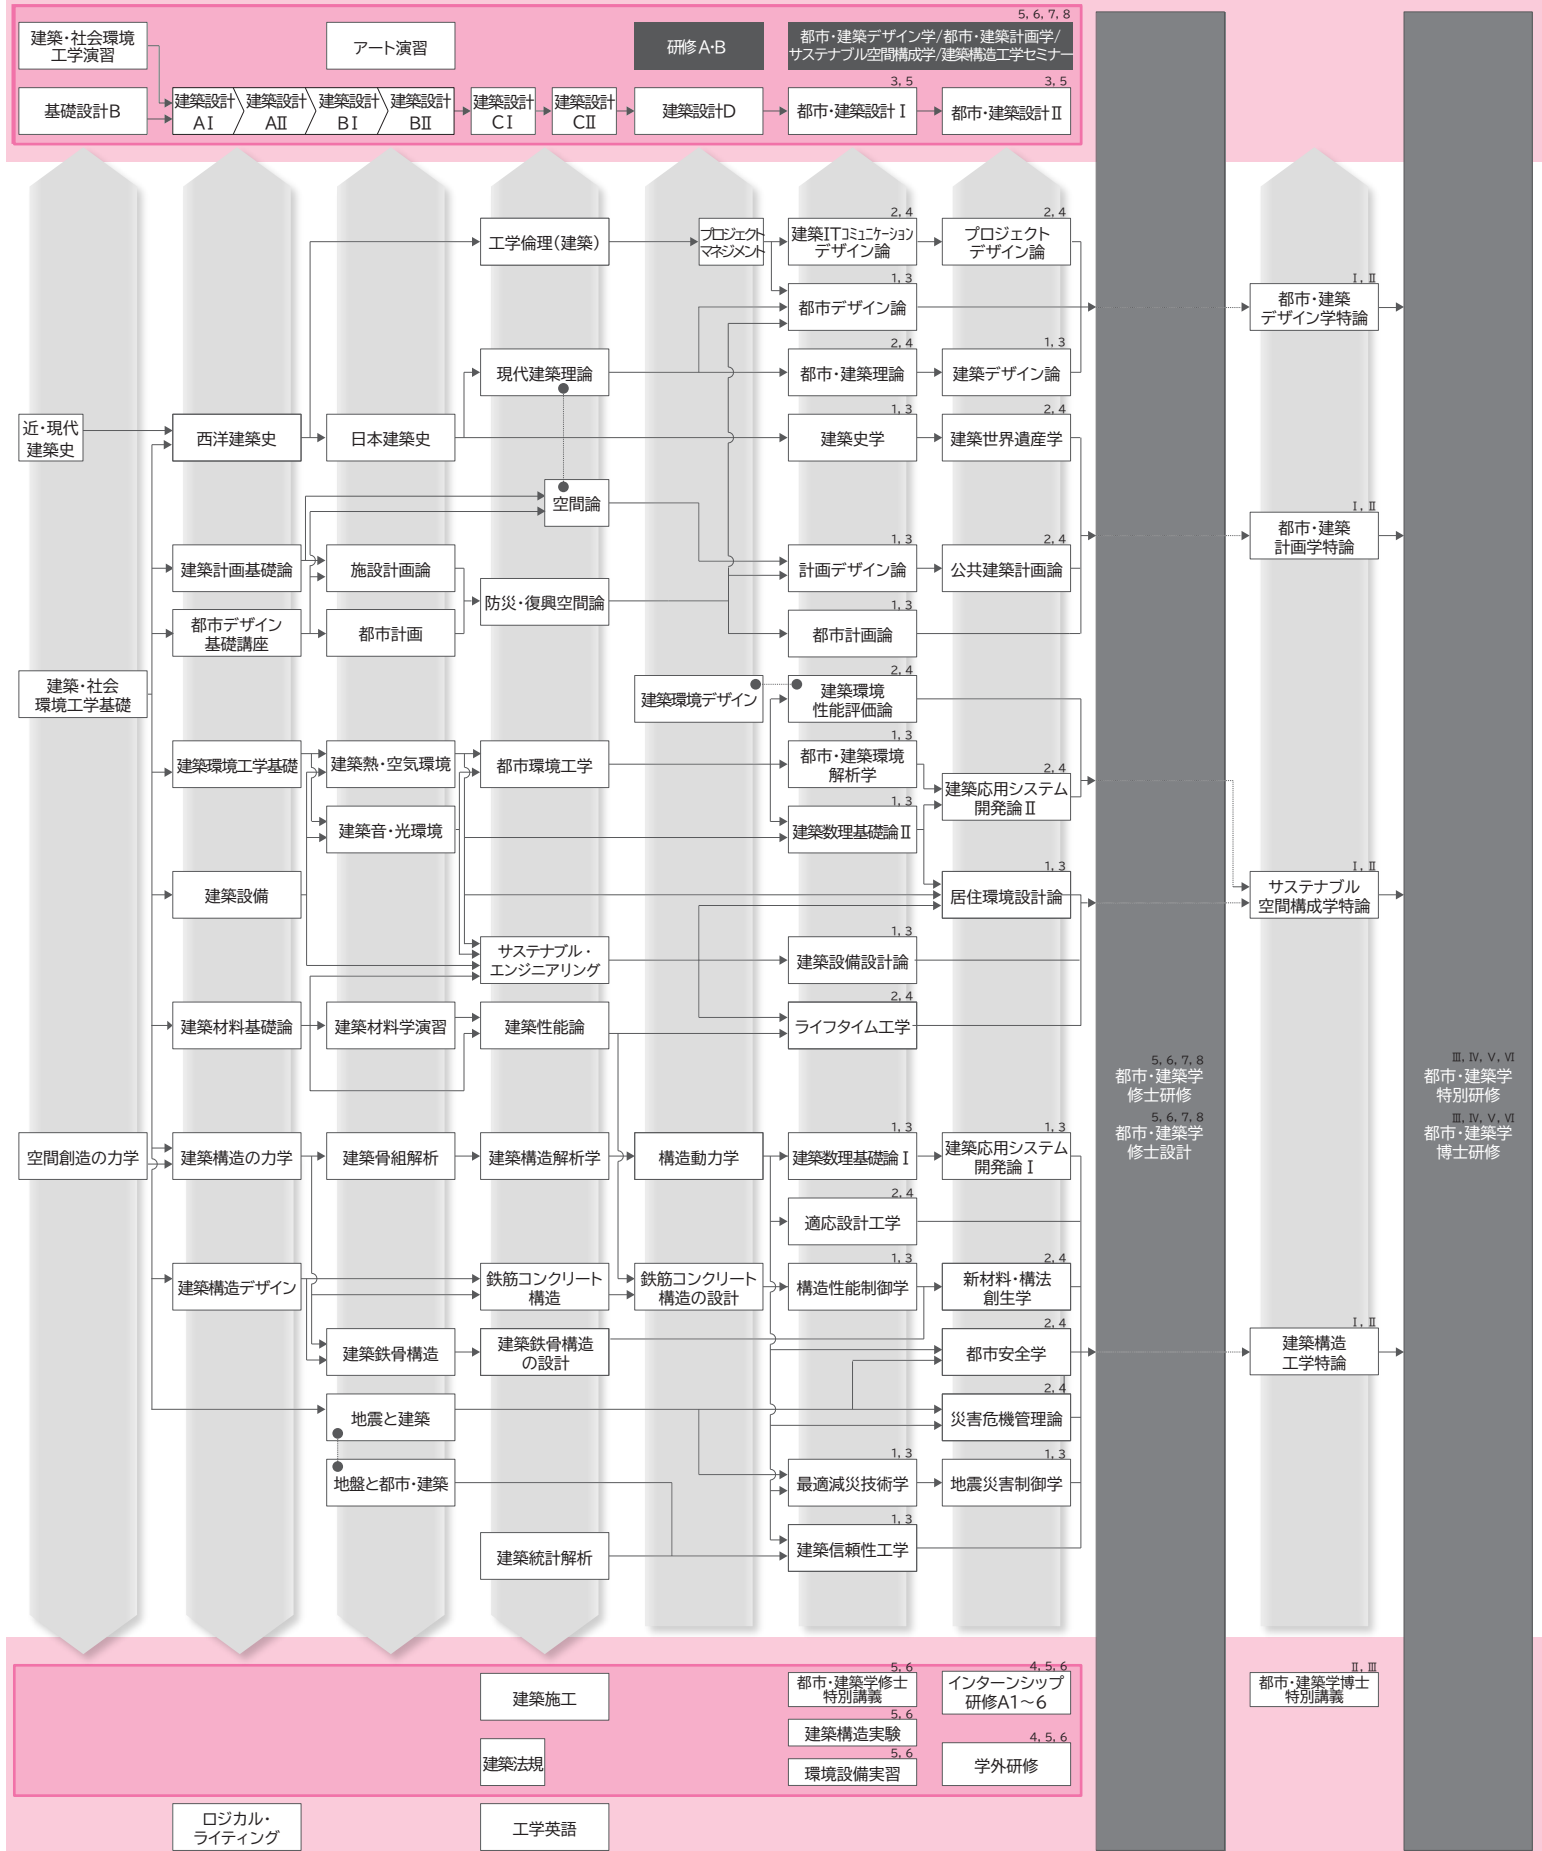 5, 6, 7, 8
建築・社会環境
工学演習
アート演習
研修A・B
都市・建築デザイン学/都市・建築計画学/
サステナブル空間構成学/建築構造工学セミナー
3, 5
3, 5
基礎設計B
建築設計
AⅠ
建築設計
AⅡ
建築設計
BⅠ
建築設計
BⅡ
建築設計
CⅠ
建築設計
CⅡ
建築設計D
都市・建築設計Ⅰ
都市・建築設計Ⅱ
2, 4
2, 4
工学倫理(建築)
プロジェクト
マネジメント
建築ITコミュニケーション
デザイン論
プロジェクト
デザイン論
1, 3
都市デザイン論
Ⅰ, Ⅱ
都市・建築
デザイン学特論
2, 4
1, 3
現代建築理論
都市・建築理論
建築デザイン論
1, 3
2, 4
近・現代
建築史
西洋建築史
日本建築史
建築史学
建築世界遺産学
空間論
Ⅰ, Ⅱ
都市・建築
計画学特論
1, 3
2, 4
建築計画基礎論
施設計画論
計画デザイン論
公共建築計画論
防災・復興空間論
1, 3
都市デザイン
基礎講座
都市計画
都市計画論
2, 4
建築・社会
環境工学基礎
建築環境デザイン
建築環境
性能評価論
1, 3
建築環境工学基礎
建築熱・空気環境
都市環境工学
都市・建築環境
解析学
2, 4
建築応用システム
開発論Ⅱ
1, 3
建築音・光環境
建築数理基礎論Ⅱ
1, 3
Ⅰ, Ⅱ
建築設備
居住環境設計論
サステナブル
空間構成学特論
1, 3
サステナブル・
エンジニアリング
建築設備設計論
2, 4
建築材料基礎論
建築材料学演習
建築性能論
ライフタイム工学
5, 6, 7, 8
都市・建築学
修士研修
5, 6, 7, 8
都市・建築学
修士設計
Ⅲ, Ⅳ, Ⅴ, Ⅵ
都市・建築学
特別研修
Ⅲ, Ⅳ, Ⅴ, Ⅵ
都市・建築学
博士研修
1, 3
1, 3
空間創造の力学
建築構造の力学
建築骨組解析
建築構造解析学
構造動力学
建築数理基礎論Ⅰ
建築応用システム
開発論Ⅰ
2, 4
適応設計工学
1, 3
2, 4
建築構造デザイン
鉄筋コンクリート
構造
鉄筋コンクリート
構造の設計
構造性能制御学
新材料・構法
創生学
2, 4
Ⅰ, Ⅱ
建築鉄骨構造
建築鉄骨構造
の設計
都市安全学
建築構造
工学特論
2, 4
地震と建築
災害危機管理論
1, 3
1, 3
地盤と都市・建築
最適減災技術学
地震災害制御学
1, 3
建築統計解析
建築信頼性工学
5, 6
4, 5, 6
Ⅱ, Ⅲ
建築施工
都市・建築学修士
特別講義
インターンシップ
研修A1~6
都市・建築学博士
特別講義
5, 6
建築構造実験
4, 5, 6
建築法規
5, 6
環境設備実習
学外研修
ロジカル・
ライティング
工学英語